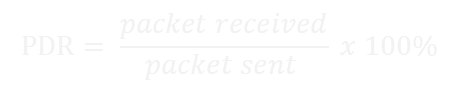 PDR = packet received / packet sent x 100%